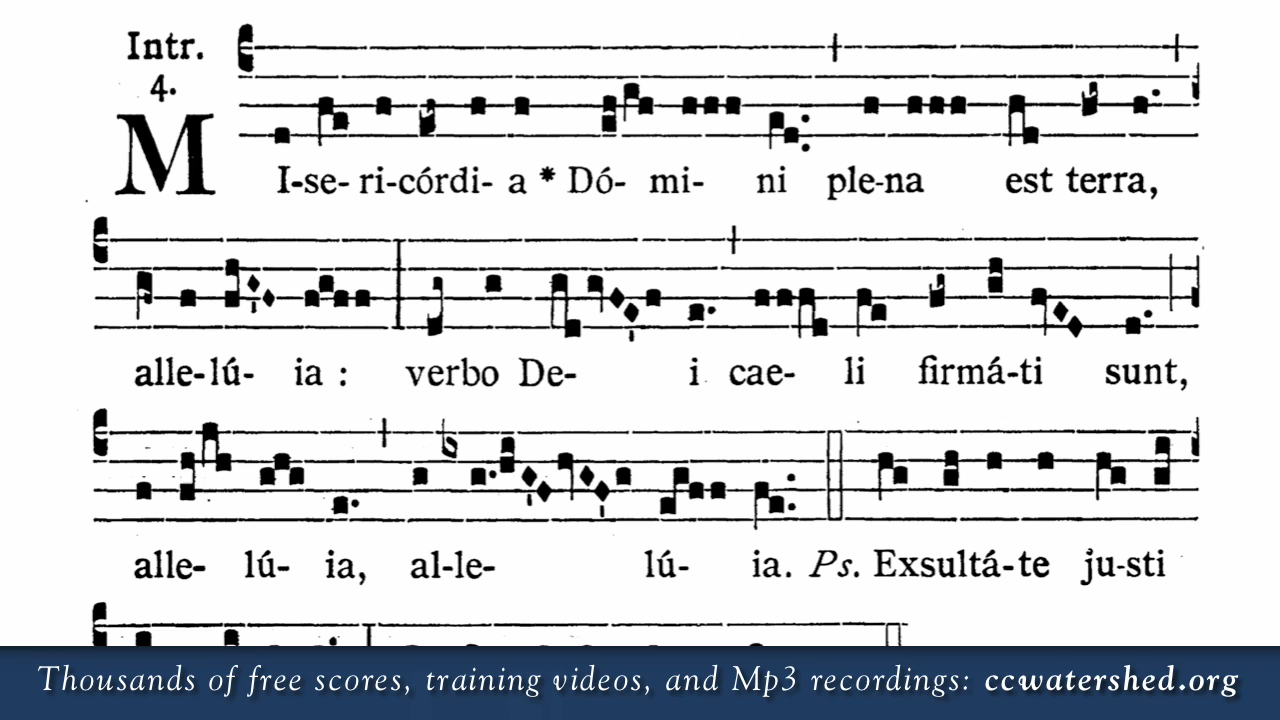 Intr.
4.
MI-se- ri-córdi- a * Dó- mi- ni ple-na est terra,
alle-lú- ia : verbo De- i cae- li firmá-ti sunt,
alle- lú- ia, al-le- lú- ia. Ps. Exsultá-te ju-sti
Thousands of free scores, training videos, and Mp3 recordings: ccwatershed.org